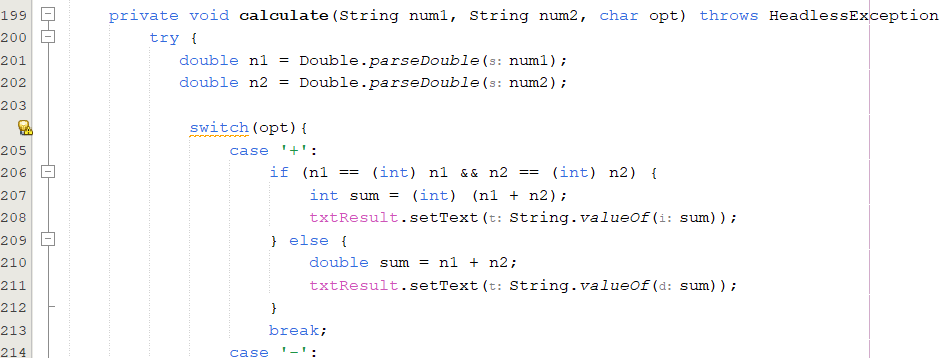 199 private void calculate(String num1, String num2, char opt) throws HeadlessException
200 try {
201 double n1 = Double.parseDouble(s: num1);
202 double n2 = Double.parseDouble(s: num2);
203
switch(opt){
205 case '+':
206 if (n1 == (int) n1 && n2 == (int) n2) {
207 int sum = (int) (n1 + n2);
208 txtResult.setText(t: String.valueOf(i: sum));
209 } else {
210 double sum = n1 + n2;
211 txtResult.setText(t: String.valueOf(d: sum));
212 }
213 break;
214 case '-':